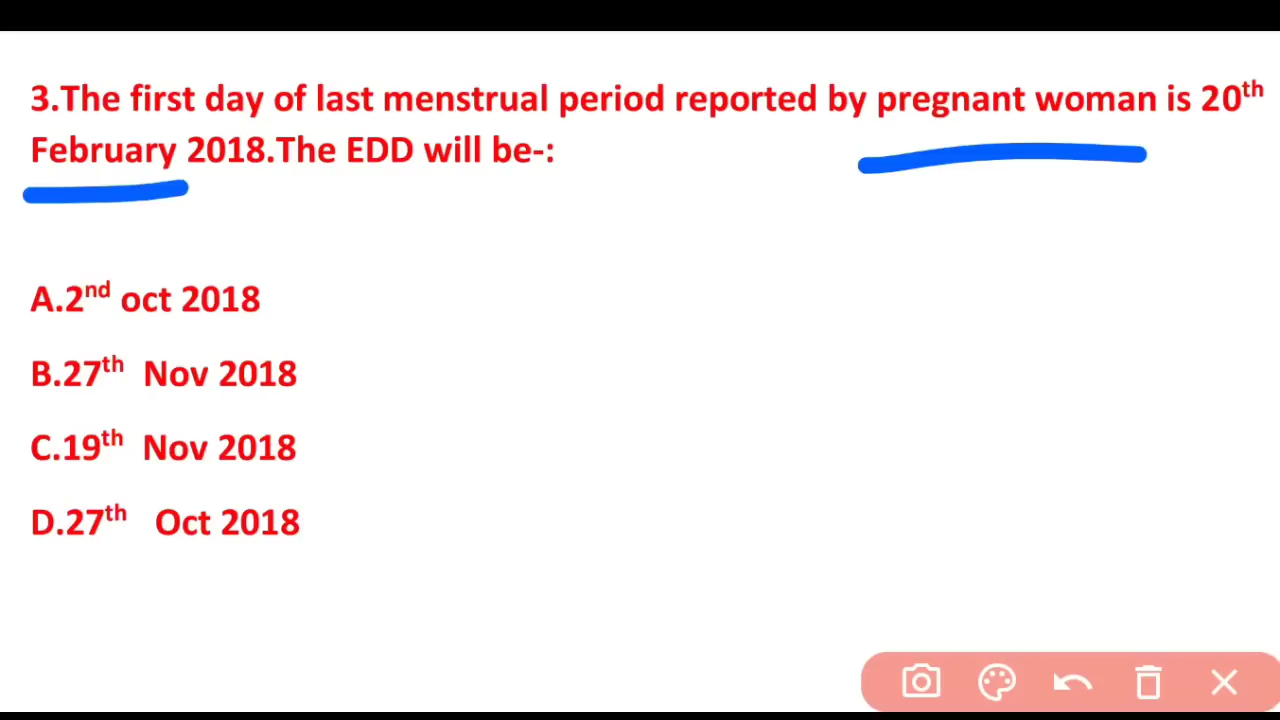 3.The first day of last menstrual period reported by pregnant woman is 20th
February 2018.The EDD will be-:
A.2nd oct 2018
B.27th Nov 2018
C.19th Nov 2018
D.27th Oct 2018